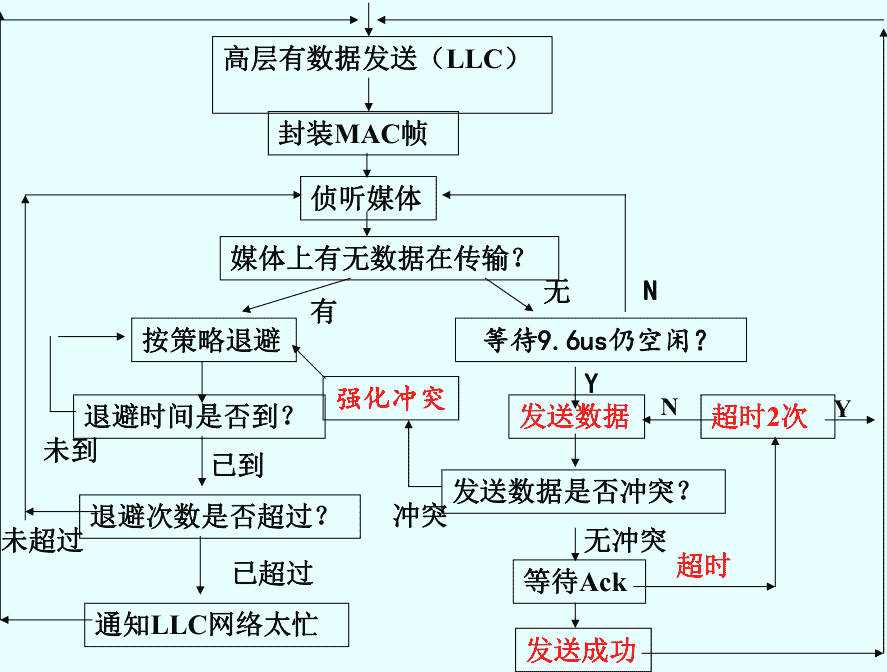 高层有数据发送（LLC）
封装MAC帧
侦听媒体
媒体上有无数据在传输？
有
无
N
按策略退避
等待9.6us仍空闲？
强化冲突
Y
退避时间是否到？
发送数据
N
超时2次
Y
未到
已到
冲突
发送数据是否冲突？
退避次数是否超过？
未超过
无冲突
已超过
等待Ack
超时
通知LLC网络太忙
发送成功